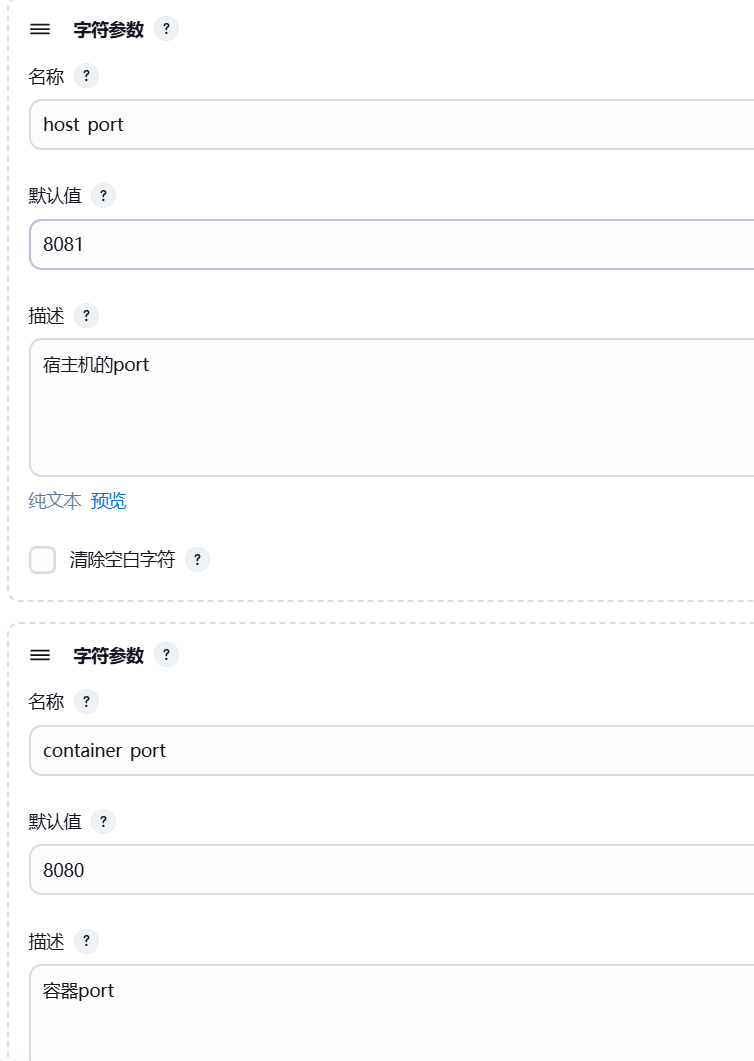 字符参数 ?
名称 ?
host port
默认值 ?
8081
描述 ?
宿主机的port
纯文本 预览
清除空白字符 ?
字符参数 ?
名称 ?
container port
默认值 ?
8080
描述 ?
容器port